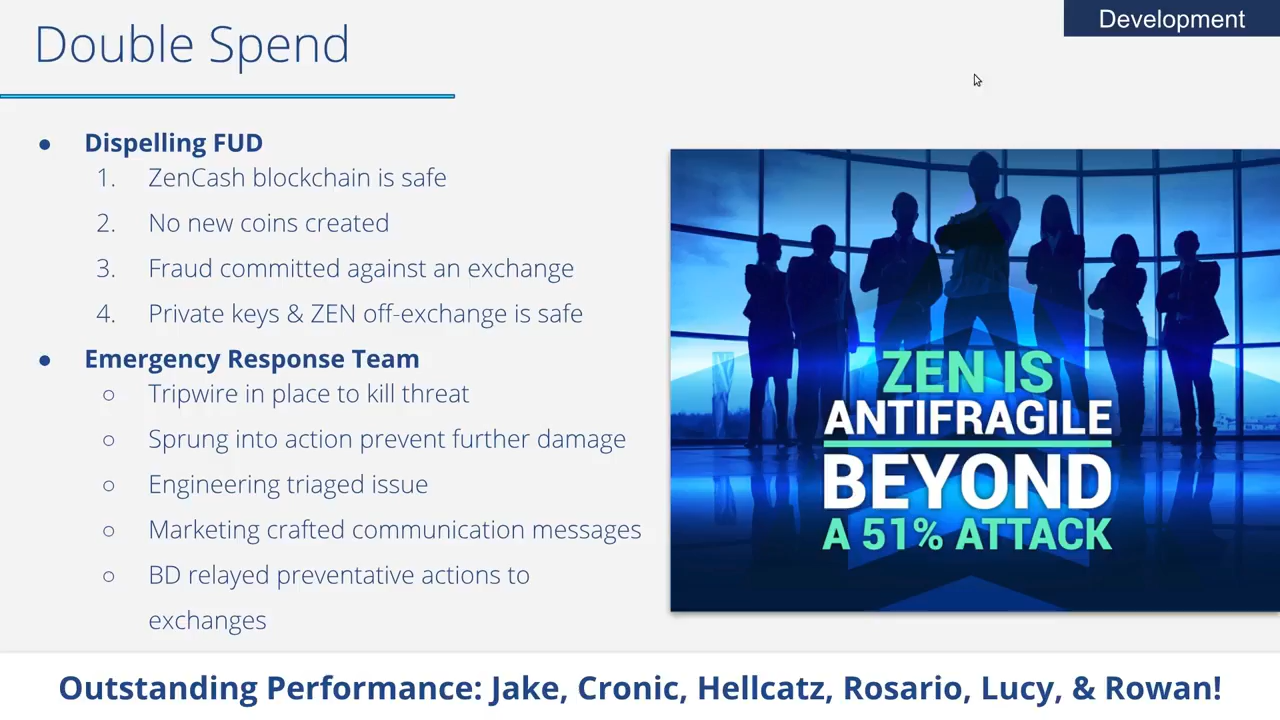 Double Spend
Development
● Dispelling FUD
1. ZenCash blockchain is safe
2. No new coins created
3. Fraud committed against an exchange
4. Private keys & ZEN off-exchange is safe
● Emergency Response Team
○ Tripwire in place to kill threat
○ Sprung into action prevent further damage
○ Engineering triaged issue
○ Marketing crafted communication messages
○ BD relayed preventative actions to
exchanges
ZEN IS
ANTIFRAGILE
BEYOND
A 51% ATTACK
Outstanding Performance: Jake, Cronic, Hellcatz, Rosario, Lucy, & Rowan!